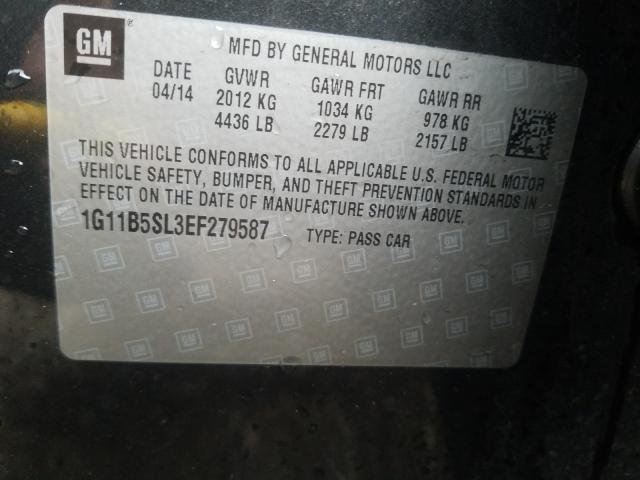 GM ®
MFD BY GENERAL MOTORS LLC
DATE GVWR GAWR FRT GAWR RR
04/14 2012 KG 1034 KG 978 KG
4436 LB 2279 LB 2157 LB
THIS VEHICLE CONFORMS TO ALL APPLICABLE U.S. FEDERAL MOTOR
VEHICLE SAFETY, BUMPER, AND THEFT PREVENTION STANDARDS IN
EFFECT ON THE DATE OF MANUFACTURE SHOWN ABOVE.
1G11B5SL3EF279587 TYPE: PASS CAR